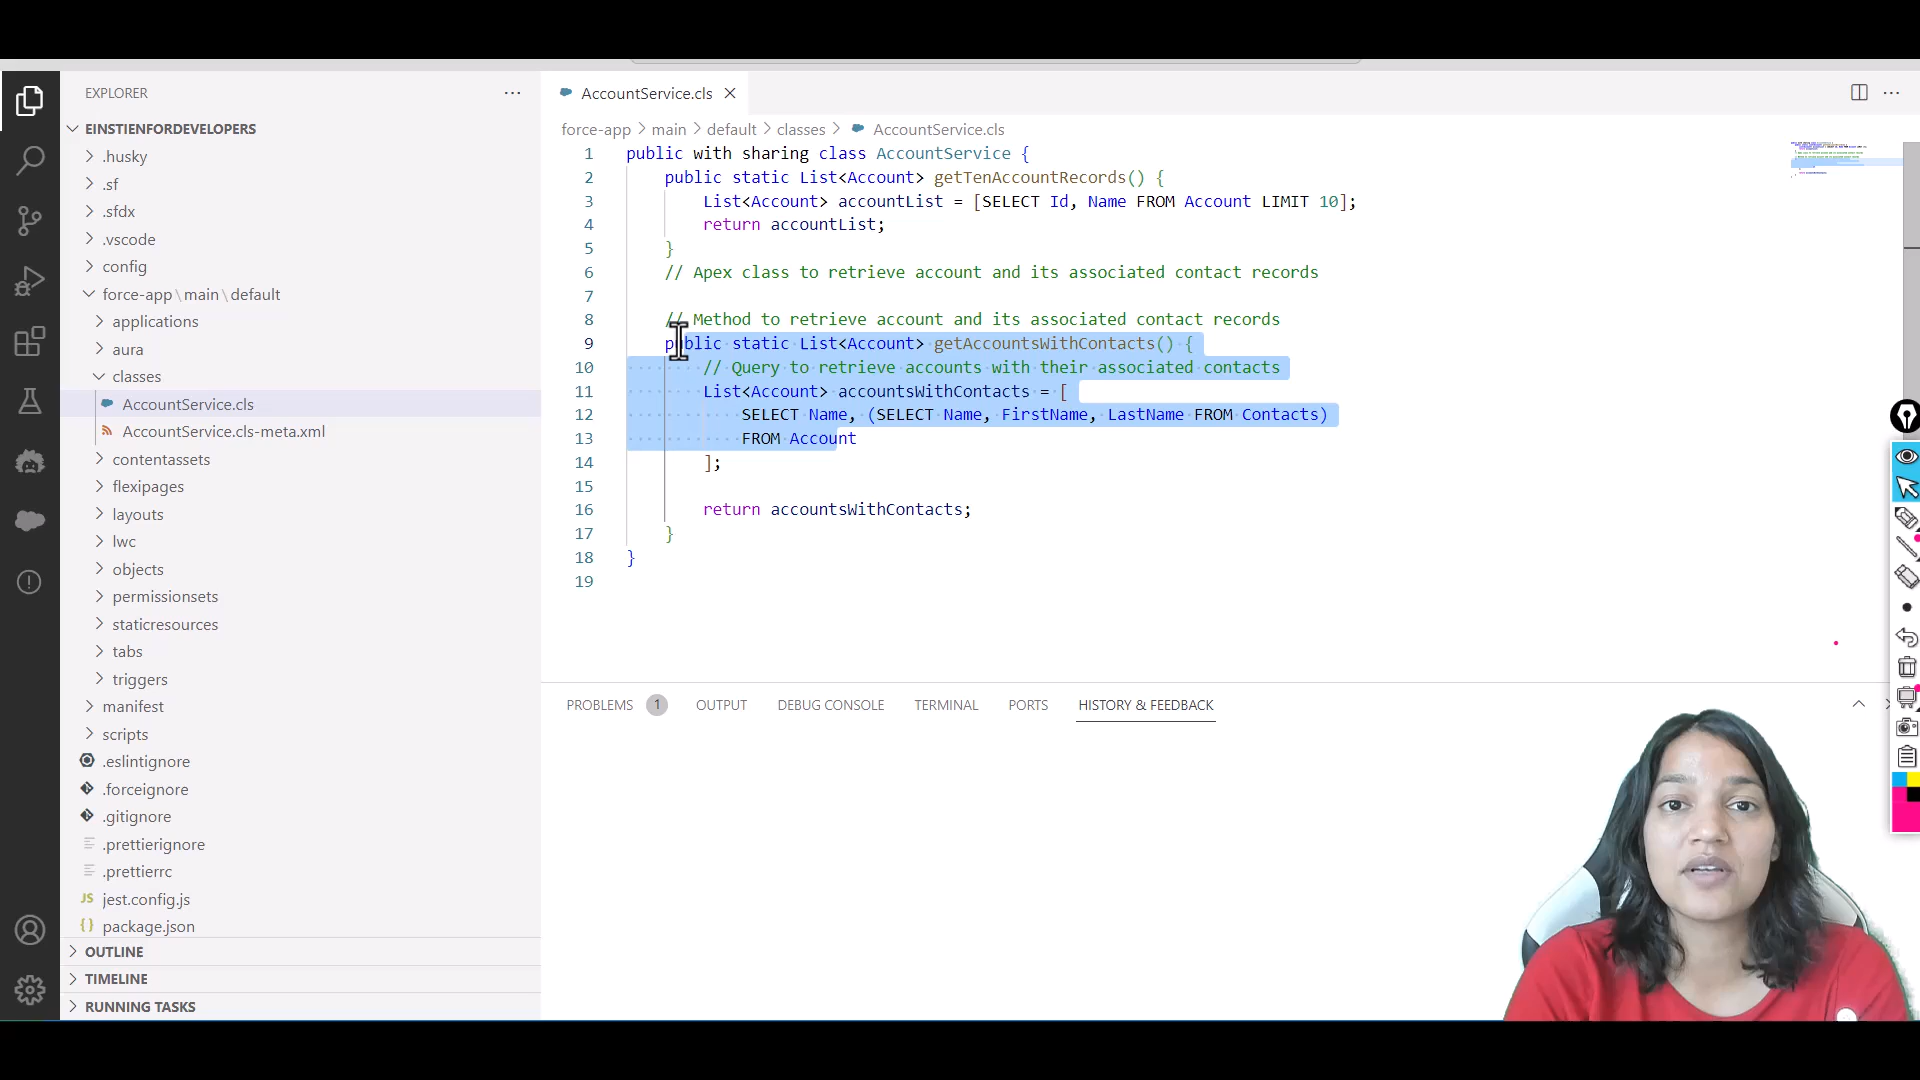 EXPLORER
EINSTIENFORDEVELOPERS
.husky
.sf
.sfdx
.vscode
config
force-app\main\default
applications
aura
classes
AccountService.cls
AccountService.cls-meta.xml
contentassets
flexipages
layouts
lwc
objects
permissionsets
staticresources
tabs
triggers
manifest
scripts
.eslintignore
.forceignore
.gitignore
.prettierignore
.prettierrc
JS jest.config.js
{} package.json
OUTLINE
TIMELINE
RUNNING TASKS
AccountService.cls
force-app > main > default > classes > AccountService.cls
1 public with sharing class AccountService {
2 public static List<Account> getTenAccountRecords() {
3 List<Account> accountList = [SELECT Id, Name FROM Account LIMIT 10];
4 return accountList;
5 }
6 // Apex class to retrieve account and its associated contact records
7
8 // Method to retrieve account and its associated contact records
9 public static List<Account> getAccountsWithContacts() {
10 // Query to retrieve accounts with their associated contacts
11 List<Account> accountsWithContacts = [
12 SELECT Name, (SELECT Name, FirstName, LastName FROM Contacts)
13 FROM Account
14 ];
15
16 return accountsWithContacts;
17 }
18 }
19
PROBLEMS 1 OUTPUT DEBUG CONSOLE TERMINAL PORTS HISTORY & FEEDBACK